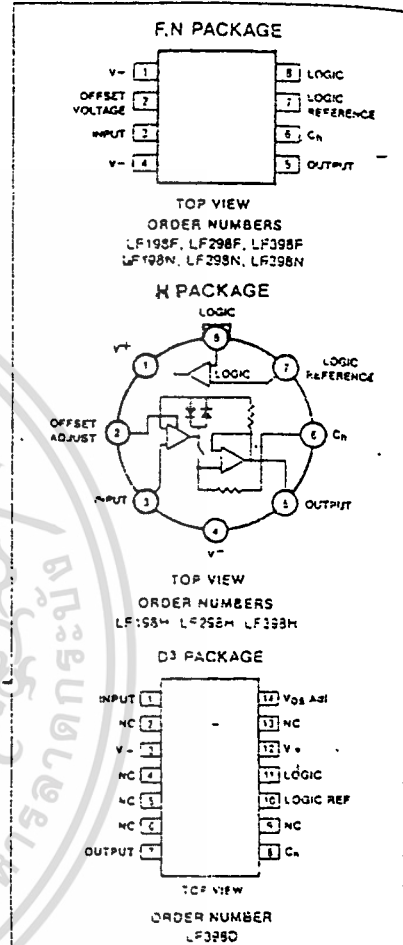 F,N PACKAGE
V- 1
8 LOGIC
OFFSET VOLTAGE 2
7 LOGIC REFERENCE
INPUT 3
6 Ch
V- 4
5 OUTPUT
TOP VIEW
ORDER NUMBERS
LF198F, LF298F, LF398F
LF198N, LF298N, LF398N
H PACKAGE
LOGIC
8
V+
1
7
LOGIC REFERENCE
LOGIC
OFFSET ADJUST
2
6
Ch
INPUT
3
5
OUTPUT
4
V-
TOP VIEW
ORDER NUMBERS
LF198H, LF298H, LF398H
D3 PACKAGE
INPUT 1
14 VOS Adj
NC 2
13 NC
V- 3
12 V+
NC 4
11 LOGIC
NC 5
10 LOGIC REF
NC 6
9 NC
OUTPUT 7
8 Ch
TOP VIEW
ORDER NUMBER
LF398D